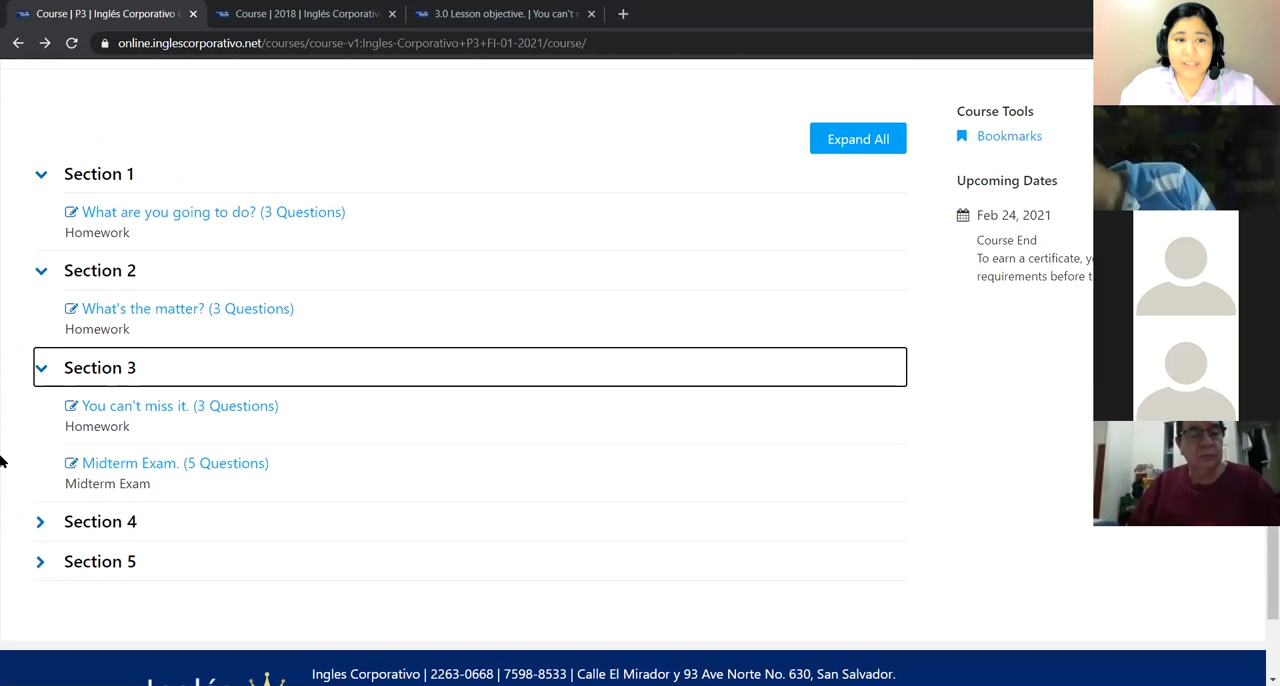 Course | P3 | Inglés Corporativo
Course | 2018 | Inglés Corporativ
3.0 Lesson objective. | You can't
online.inglescorporativo.net/courses/course-v1:Ingles-Corporativo+P3+FI-01-2021/course/
Expand All
Section 1
What are you going to do? (3 Questions)
Homework
Section 2
What's the matter? (3 Questions)
Homework
Section 3
You can't miss it. (3 Questions)
Homework
Midterm Exam. (5 Questions)
Midterm Exam
Section 4
Section 5
Course Tools
Bookmarks
Upcoming Dates
Feb 24, 2021
Course End
To earn a certificate, y
requirements before t
Ingles Corporativo | 2263-0668 | 7598-8533 | Calle El Mirador y 93 Ave Norte No. 630, San Salvador.